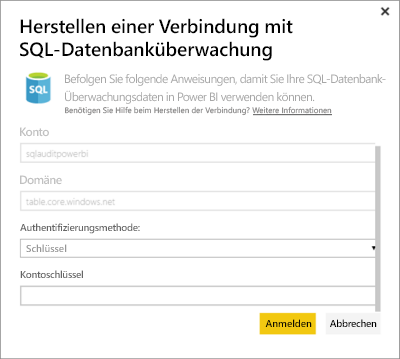 Herstellen einer Verbindung mit
SQL-Datenbanküberwachung
SQL
Befolgen Sie folgende Anweisungen, damit Sie Ihre SQL-Datenbank-
Überwachungsdaten in Power BI verwenden können.
Benötigen Sie Hilfe beim Herstellen der Verbindung? Weitere Informationen
Konto
sqlauditpowerbi
Domäne
table.core.windows.net
Authentifizierungsmethode:
Schlüssel
Kontoschlüssel
Anmelden Abbrechen